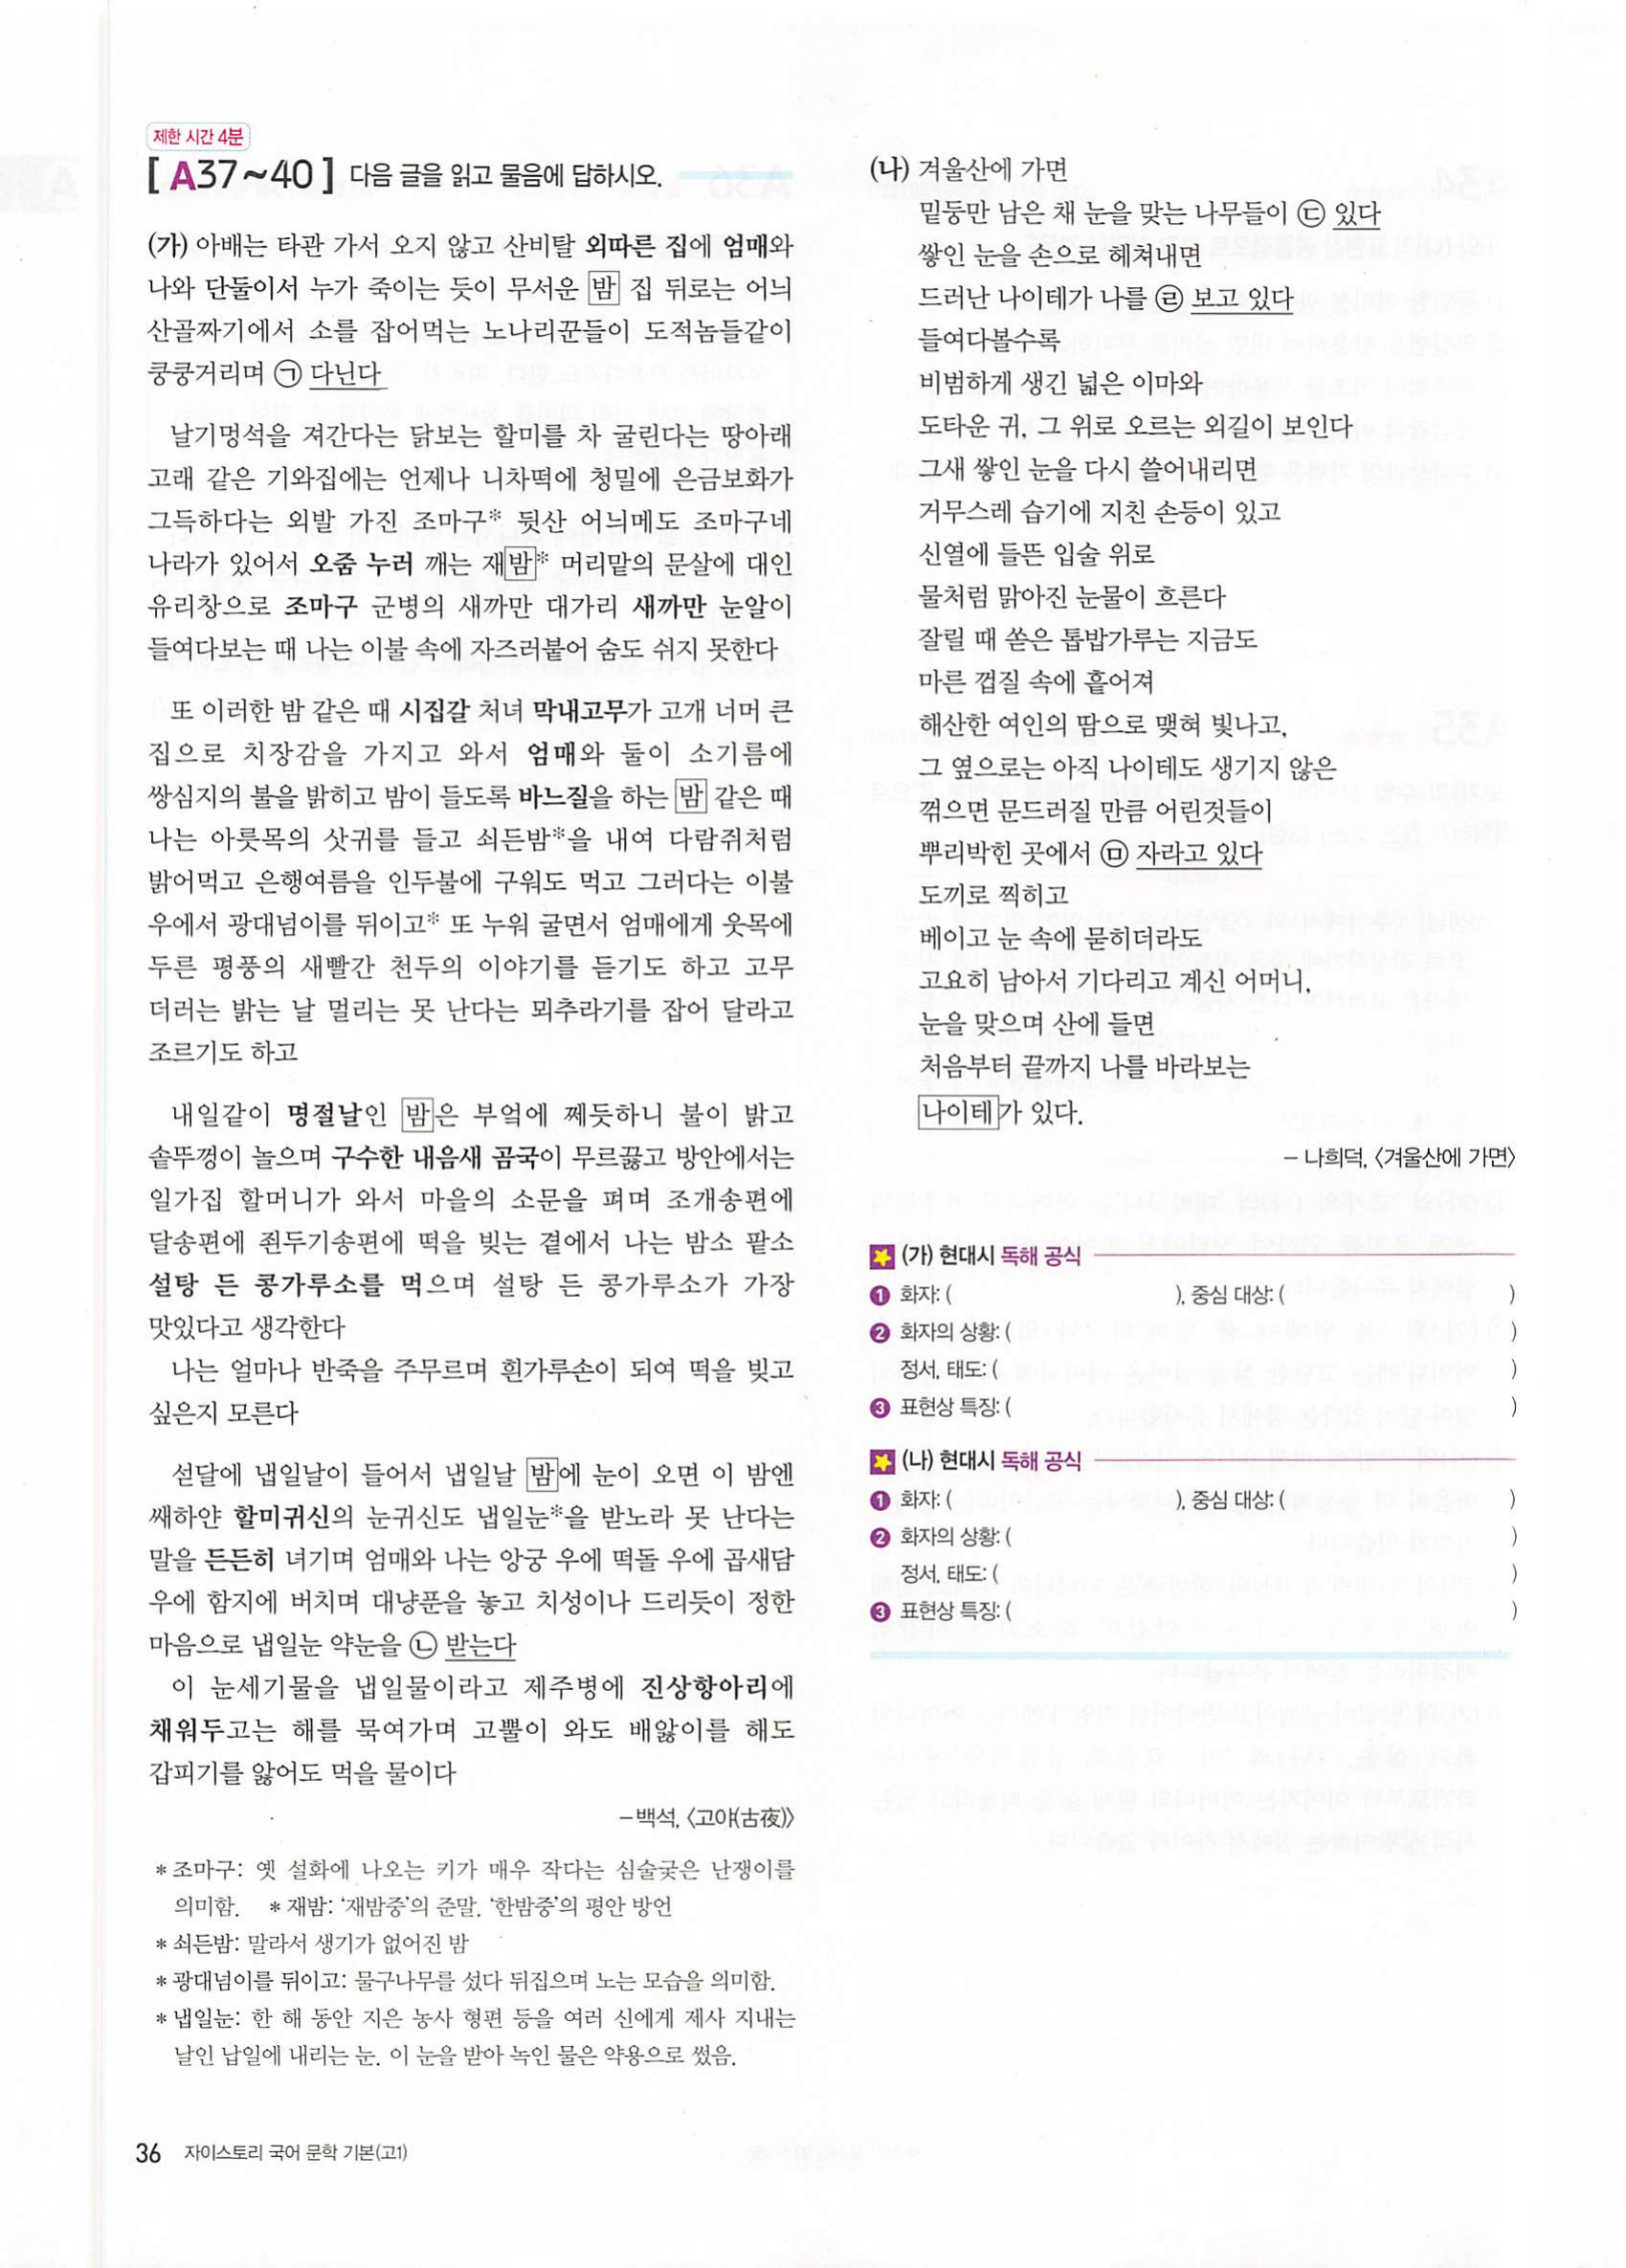 제한 시간 4분
[ A37~40 ] 다음 글을 읽고 물음에 답하시오.
(가) 아배는 타관 가서 오지 않고 산비탈 외따른 집에 엄매와
나와 단둘이서 누가 죽이는 듯이 무서운 밤 집 뒤로는 어늬
산골짜기에서 소를 잡어먹는 노나리꾼들이 도적놈들같이
쿵쿵거리며 ㉠ 다닌다
날기멍석을 져간다는 닭보는 할미를 차 굴린다는 땅아래
고래 같은 기와집에는 언제나 니차떡에 청밀에 은금보화가
그득하다는 외발 가진 조마구* 뒷산 어늬메도 조마구네
나라가 있어서 오줌 누러 깨는 재밤* 머리맡의 문살에 대인
유리창으로 조마구 군병의 새까만 대가리 새까만 눈알이
들여다보는 때 나는 이불 속에 자즈러붙어 숨도 쉬지 못한다
또 이러한 밤 같은 때 시집갈 처녀 막내고무가 고개 너머 큰
집으로 치장감을 가지고 와서 엄매와 둘이 소기름에
쌍심지의 불을 밝히고 밤이 들도록 바느질을 하는 밤 같은 때
나는 아릇목의 삿귀를 들고 쇠든밤*을 내여 다람쥐처럼
밝어먹고 은행여름을 인두불에 구워도 먹고 그러다는 이불
우에서 광대넘이를 뒤이고* 또 누워 굴면서 엄매에게 웃목에
두른 평풍의 새빨간 천두의 이야기를 듣기도 하고 고무
더러는 밝는 날 멀리는 못 난다는 뫼추라기를 잡어 달라고
조르기도 하고
내일같이 명절날인 밤은 부엌에 쩨듯하니 불이 밝고
솥뚜껑이 놀으며 구수한 내음새 곰국이 무르끓고 방안에서는
일가집 할머니가 와서 마을의 소문을 펴며 조개송편에
달송편에 죈두기송편에 떡을 빚는 곁에서 나는 밤소 팥소
설탕 든 콩가루소를 먹으며 설탕 든 콩가루소가 가장
맛있다고 생각한다
나는 얼마나 반죽을 주무르며 흰가루손이 되여 떡을 빚고
싶은지 모른다
섣달에 냅일날이 들어서 냅일날 밤에 눈이 오면 이 밤엔
쌔하얀 할미귀신의 눈귀신도 냅일눈*을 받노라 못 난다는
말을 든든히 녀기며 엄매와 나는 앙궁 우에 떡돌 우에 곱새담
우에 함지에 버치며 대냥푼을 놓고 치성이나 드리듯이 정한
마음으로 냅일눈 약눈을 ㉡ 받는다
이 눈세기물을 냅일물이라고 제주병에 진상항아리에
채워두고는 해를 묵여가며 고뿔이 와도 배앓이를 해도
갑피기를 앓어도 먹을 물이다
– 백석, 〈고야(古夜)〉
* 조마구: 옛 설화에 나오는 키가 매우 작다는 심술궂은 난쟁이를
의미함. * 재밤: '재밤중'의 준말. '한밤중'의 평안 방언
* 쇠든밤: 말라서 생기가 없어진 밤
* 광대넘이를 뒤이고: 물구나무를 섰다 뒤집으며 노는 모습을 의미함.
* 냅일눈: 한 해 동안 지은 농사 형편 등을 여러 신에게 제사 지내는
날인 납일에 내리는 눈. 이 눈을 받아 녹인 물은 약용으로 썼음.
36 자이스토리 국어 문학 기본(고1)
(나) 겨울산에 가면
밑둥만 남은 채 눈을 맞는 나무들이 ㉢ 있다
쌓인 눈을 손으로 헤쳐내면
드러난 나이테가 나를 ㉣ 보고 있다
들여다볼수록
비범하게 생긴 넓은 이마와
도타운 귀, 그 위로 오르는 외길이 보인다
그새 쌓인 눈을 다시 쓸어내리면
거무스레 습기에 지친 손등이 있고
신열에 들뜬 입술 위로
물처럼 맑아진 눈물이 흐른다
잘릴 때 쏟은 톱밥가루는 지금도
마른 껍질 속에 흩어져
해산한 여인의 땀으로 맺혀 빛나고,
그 옆으로는 아직 나이테도 생기지 않은
꺾으면 문드러질 만큼 어린것들이
뿌리박힌 곳에서 ㉤ 자라고 있다
도끼로 찍히고
베이고 눈 속에 묻히더라도
고요히 남아서 기다리고 계신 어머니,
눈을 맞으며 산에 들면
처음부터 끝까지 나를 바라보는
나이테가 있다.
– 나희덕, 〈겨울산에 가면〉
(가) 현대시 독해 공식
❶ 화자: ( ), 중심 대상: ( )
❷ 화자의 상황: ( )
정서, 태도: ( )
❸ 표현상 특징: ( )
(나) 현대시 독해 공식
❶ 화자: ( ), 중심 대상: ( )
❷ 화자의 상황: ( )
정서, 태도: ( )
❸ 표현상 특징: ( )